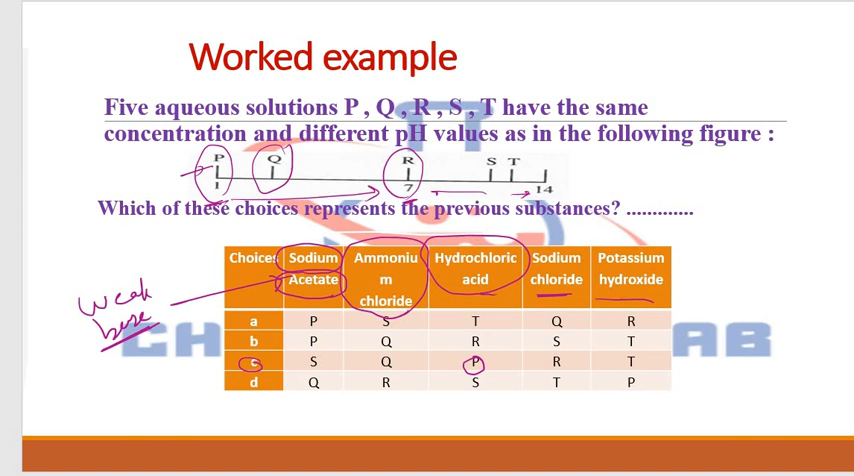 Worked example
Five aqueous solutions P , Q , R , S , T have the same
concentration and different pH values as in the following figure :
P Q R S T
1 7 14
Which of these choices represents the previous substances? .............
Choices Sodium Acetate Ammonium chloride Hydrochloric acid Sodium chloride Potassium hydroxide
a P S T Q R
b P Q R S T
c S Q P R T
d Q R S T P
weak
base
CH AB